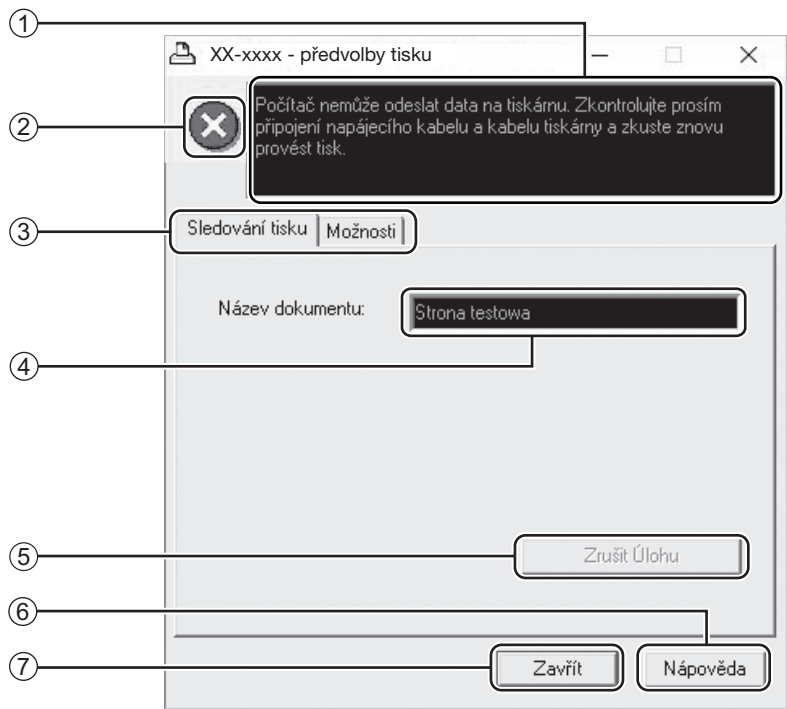 ①
XX-xxxx - předvolby tisku
②
Počítač nemůže odeslat data na tiskárnu. Zkontrolujte prosím
připojení napájecího kabelu a kabelu tiskárny a zkuste znovu
provést tisk.
③
Sledování tisku
Možnosti
Název dokumentu:
Strona testowa
④
⑤
Zrušit Úlohu
⑥
⑦
Zavřít
Nápověda